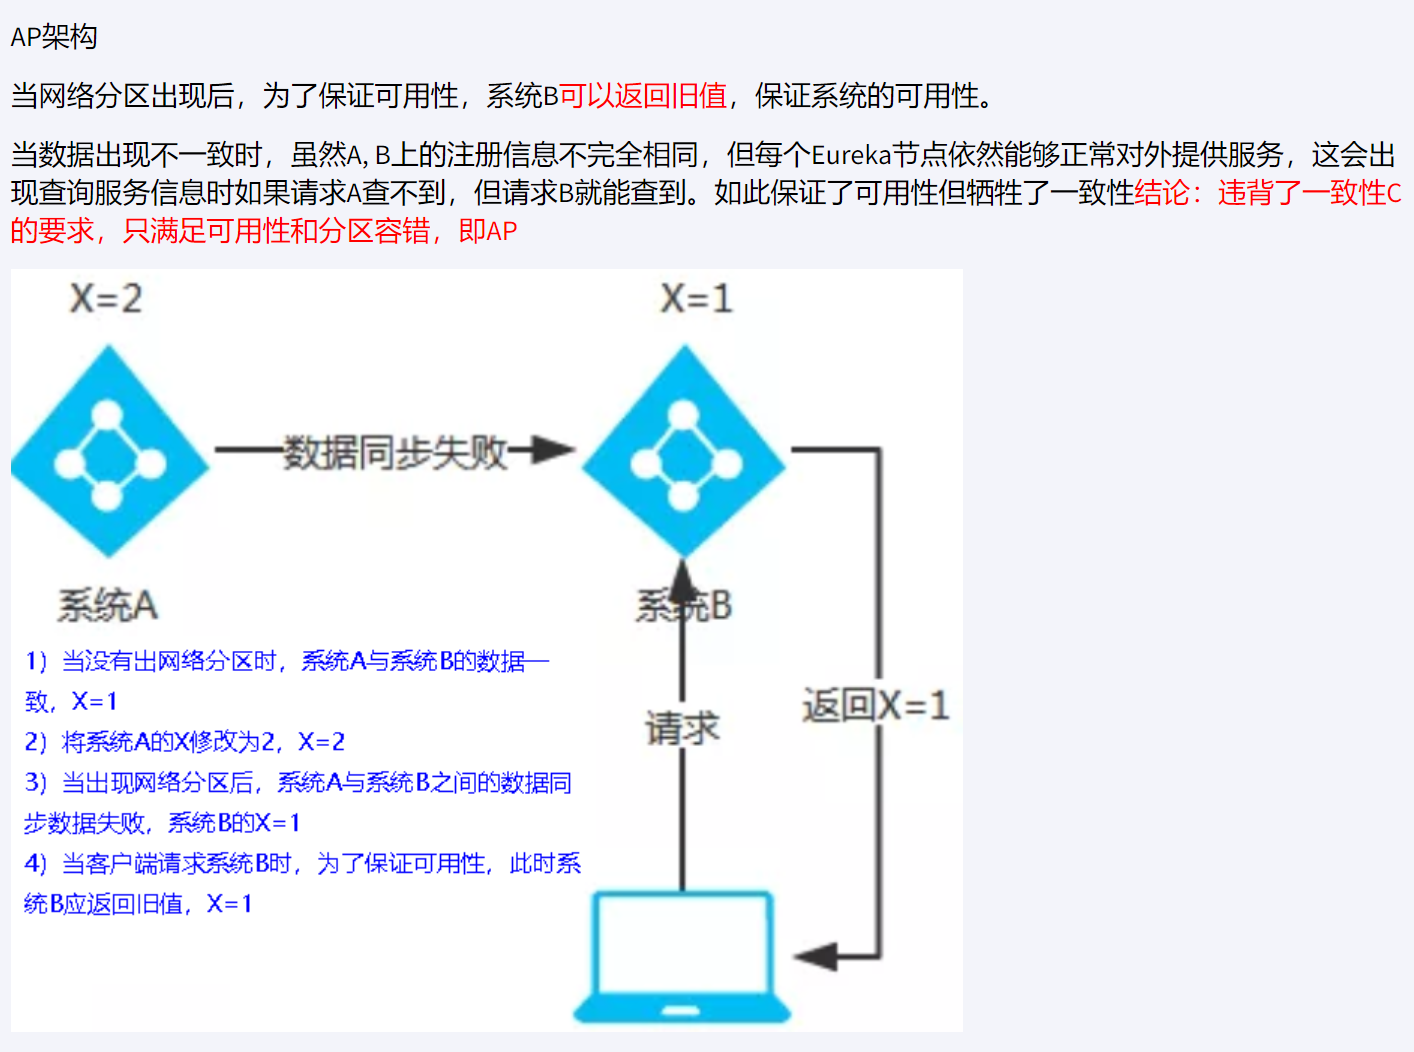 AP架构
当网络分区出现后，为了保证可用性，系统B可以返回旧值，保证系统的可用性。
当数据出现不一致时，虽然A, B上的注册信息不完全相同，但每个Eureka节点依然能够正常对外提供服务，这会出
现查询服务信息时如果请求A查不到，但请求B就能查到。如此保证了可用性但牺牲了一致性结论：违背了一致性C
的要求，只满足可用性和分区容错，即AP
X=2
X=1
数据同步失败
系统A
系统B
1）当没有出网络分区时，系统A与系统B的数据一
致，X=1
2）将系统A的X修改为2，X=2
3）当出现网络分区后，系统A与系统B之间的数据同
步数据失败，系统B的X=1
4）当客户端请求系统B时，为了保证可用性，此时系
统B应返回旧值，X=1
请求
返回X=1